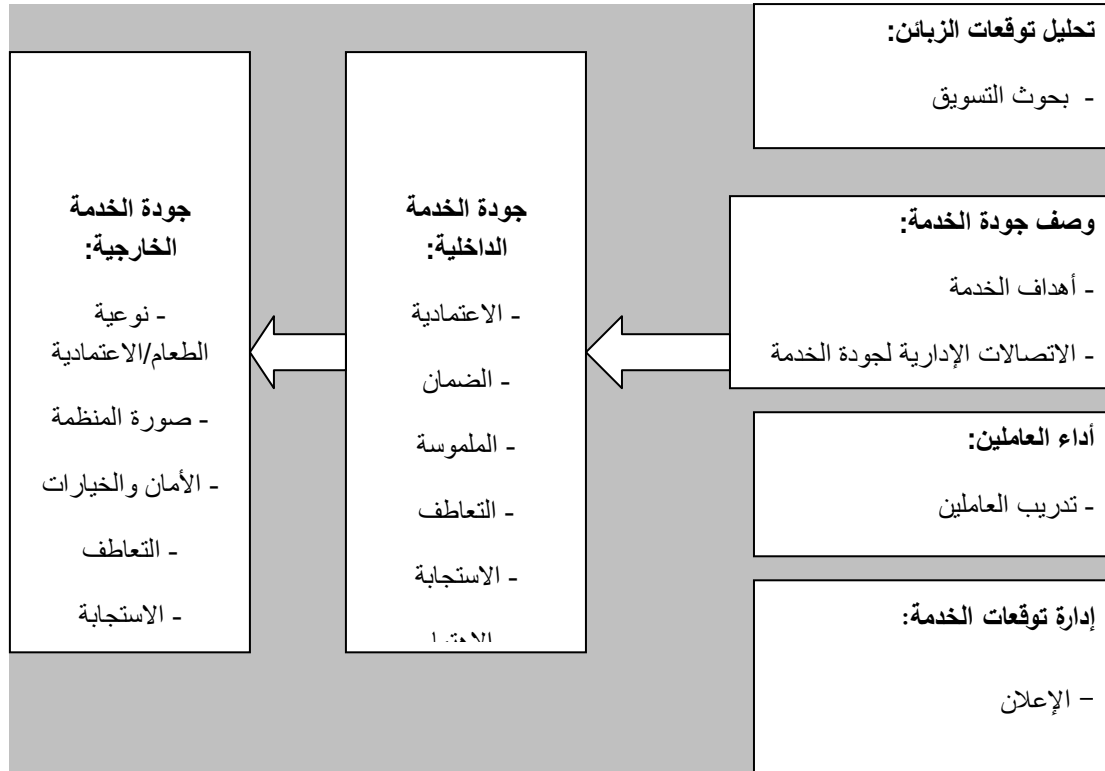 تحليل توقعات الزبائن:
- بحوث التسويق
وصف جودة الخدمة:
- أهداف الخدمة
- الاتصالات الإدارية لجودة الخدمة
أداء العاملين:
- تدريب العاملين
إدارة توقعات الخدمة:
- الإعلان
جودة الخدمة
الداخلية:
- الاعتمادية
- الضمان
- الملموسة
- التعاطف
- الاستجابة
جودة الخدمة
الخارجية:
- نوعية
الطعام/الاعتمادية
- صورة المنظمة
- الأمان والخيارات
- التعاطف
- الاستجابة